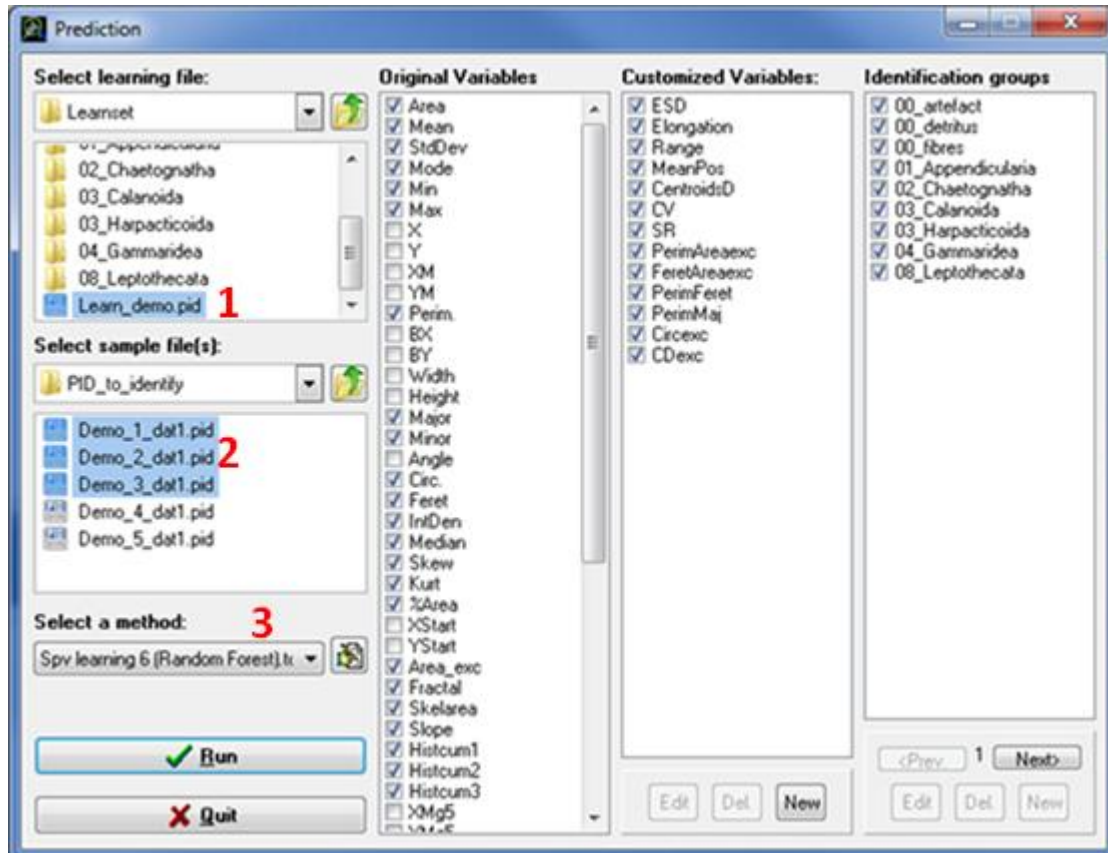 Prediction
Select learning file:
Learnset
01_Appendicularia
02_Chaetognatha
03_Calanoida
03_Harpacticoida
04_Gammaridea
08_Leptothecata
Learn_demo.pid
1
Select sample file(s):
PID_to_identify
Demo_1_dat1.pid
Demo_2_dat1.pid
2
Demo_3_dat1.pid
Demo_4_dat1.pid
Demo_5_dat1.pid
Select a method:
3
Spv learning 6 (Random Forest).t
Run
Quit
Original Variables
Area
Mean
StdDev
Mode
Min
Max
X
Y
XM
YM
Perim.
BX
BY
Width
Height
Major
Minor
Angle
Circ.
Feret
IntDen
Median
Skew
Kurt
%Area
XStart
YStart
Area_exc
Fractal
Skelarea
Slope
Histcum1
Histcum2
Histcum3
XMg5
Customized Variables:
ESD
Elongation
Range
MeanPos
CentroidsD
CV
SR
PerimAreaexc
FeretAreaexc
PerimFeret
PerimMaj
Circexc
CDexc
Edit Del. New
Identification groups
00_artefact
00_detritus
00_fibres
01_Appendicularia
02_Chaetognatha
03_Calanoida
03_Harpacticoida
04_Gammaridea
08_Leptothecata
<Prev 1 Next>
Edit Del. New